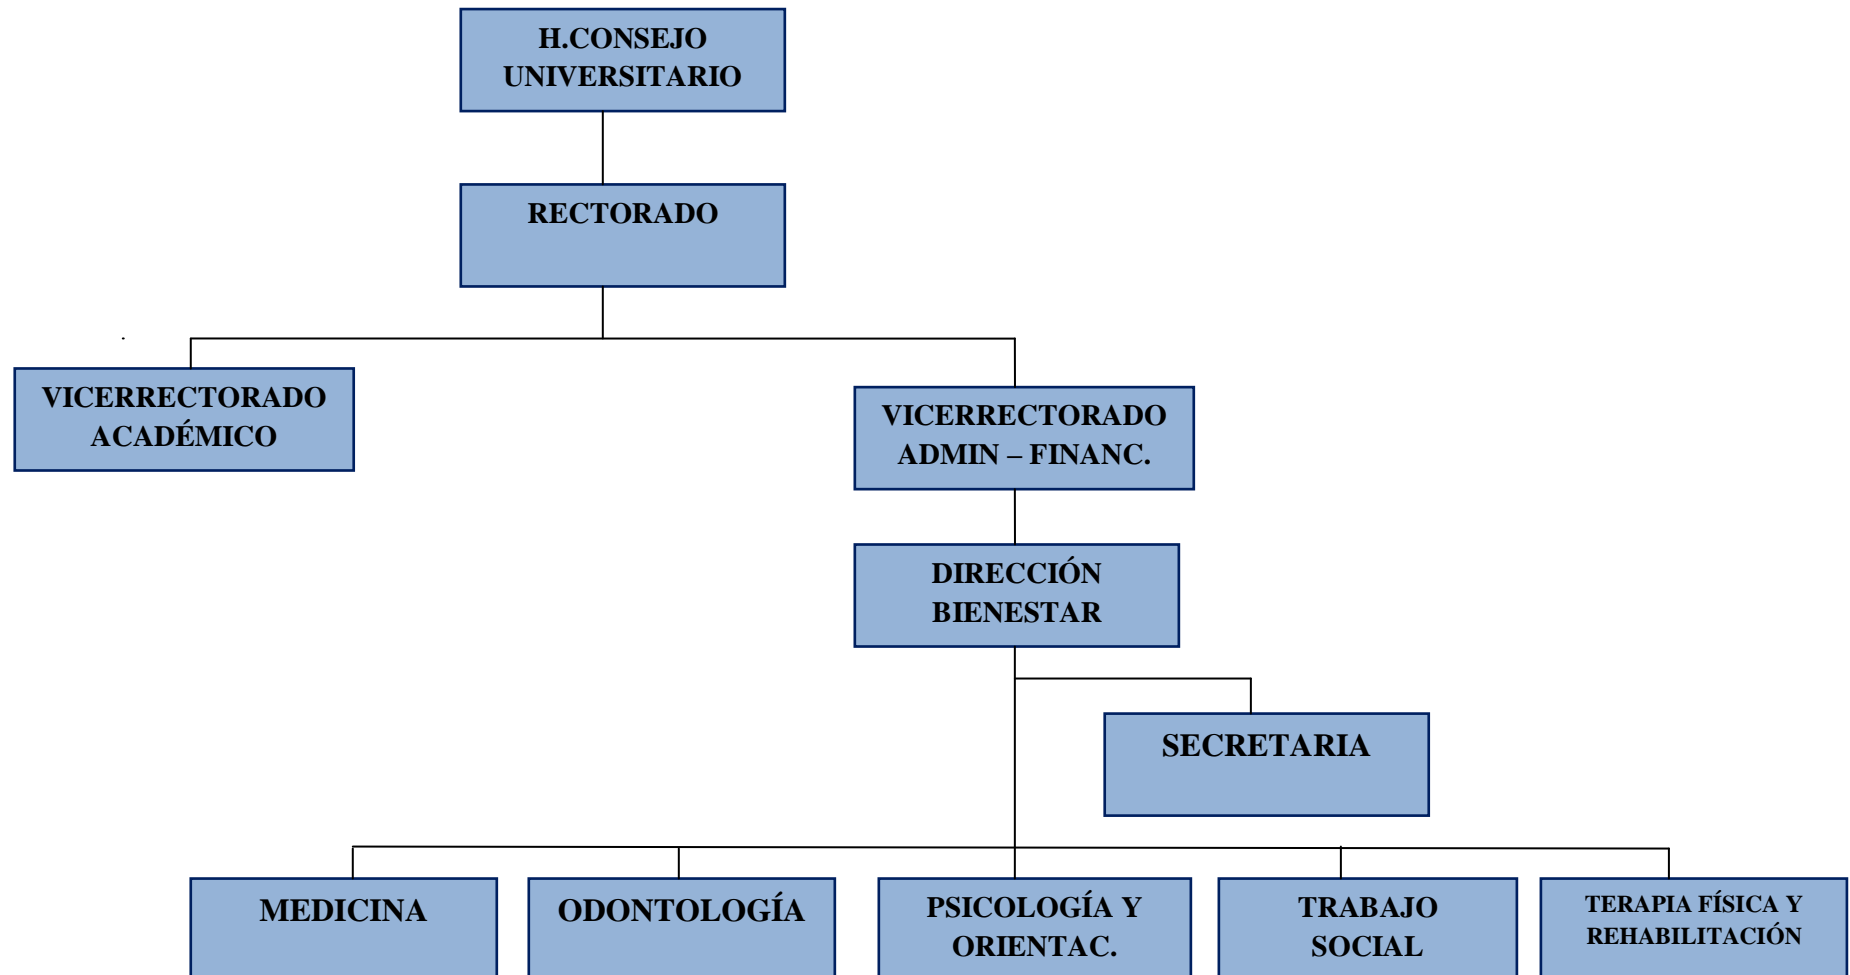 H.CONSEJO
UNIVERSITARIO
RECTORADO
VICERRECTORADO
ACADÉMICO
VICERRECTORADO
ADMIN – FINANC.
DIRECCIÓN
BIENESTAR
SECRETARIA
MEDICINA
ODONTOLOGÍA
PSICOLOGÍA Y
ORIENTAC.
TRABAJO
SOCIAL
TERAPIA FÍSICA Y
REHABILITACIÓN